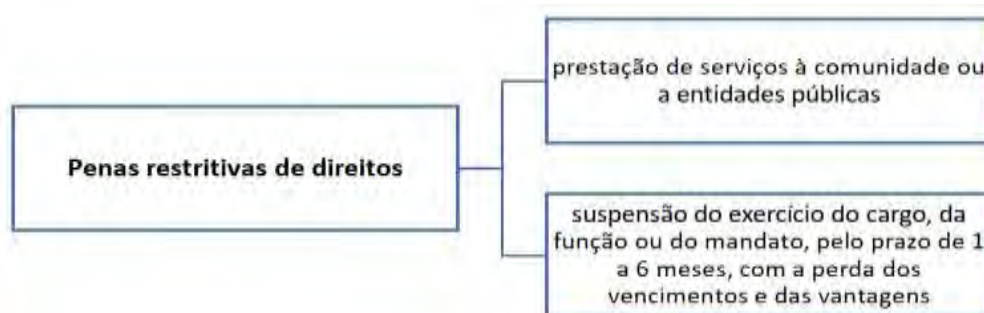 Penas restritivas de direitos
prestação de serviços à comunidade ou
a entidades públicas
suspensão do exercício do cargo, da
função ou do mandato, pelo prazo de 1
a 6 meses, com a perda dos
vencimentos e das vantagens